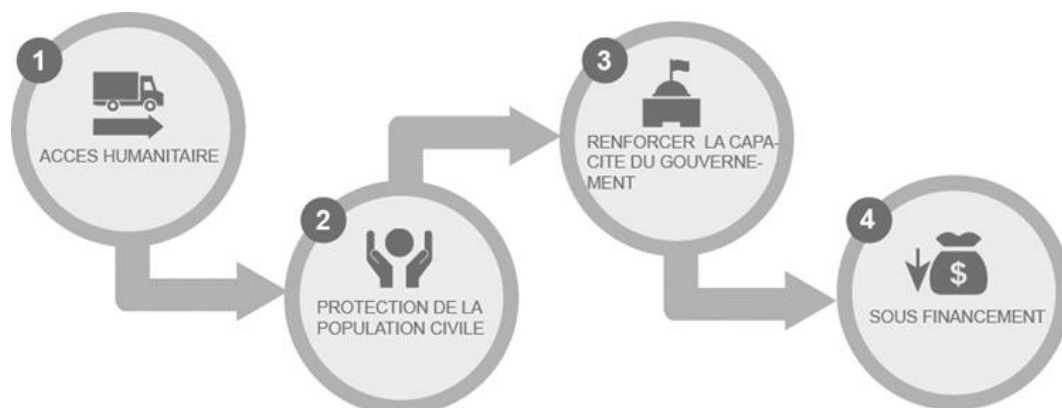 1
ACCES HUMANITAIRE
2
PROTECTION DE LA
POPULATION CIVILE
3
RENFORCER LA CAPA-
CITE DU GOUVERNE-
MENT
4
$
SOUS FINANCEMENT